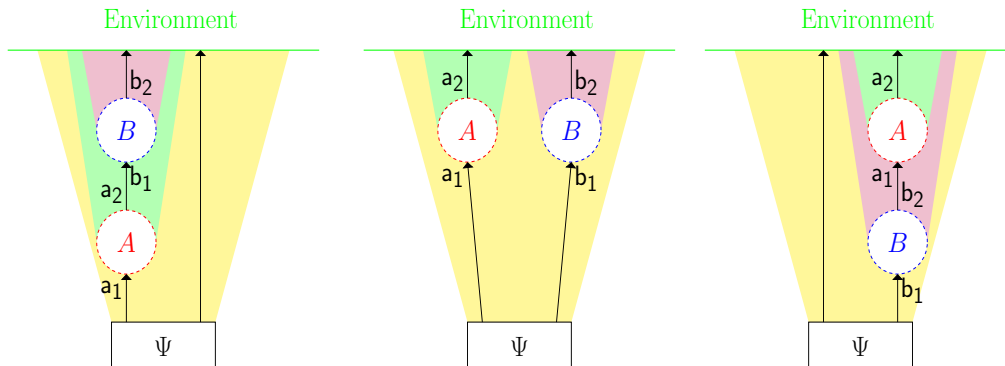 Environment
b₂
B
b₁
a₂
A
a₁
Ψ
Environment
a₂
b₂
A
B
a₁
b₁
Ψ
Environment
a₂
A
a₁
b₂
B
b₁
Ψ